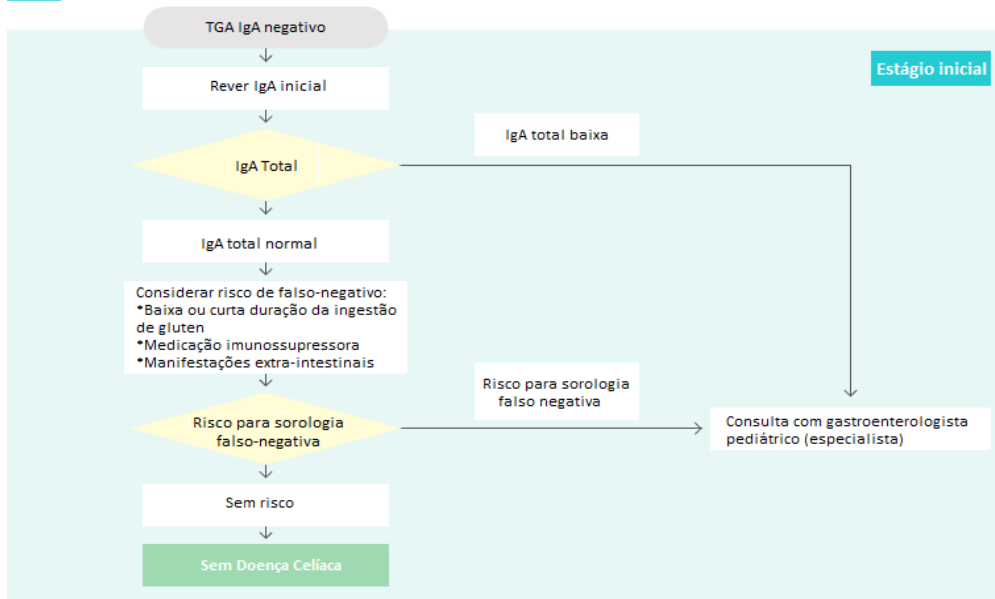 TGA IgA negativo
Estágio inicial
Rever IgA inicial
IgA total baixa
IgA Total
IgA total normal
Considerar risco de falso-negativo:
*Baixa ou curta duração da ingestão
de gluten
*Medicação imunossupressora
*Manifestações extra-intestinais
Risco para sorologia
falso negativa
Risco para sorologia
falso-negativa
Consulta com gastroenterologista
pediátrico (especialista)
Sem risco
Sem Doença Celíaca